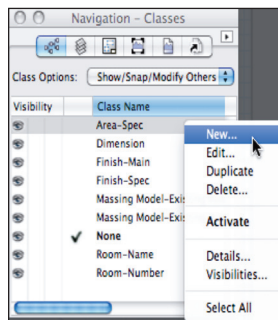 Navigation – Classes
Class Options: Show/Snap/Modify Others
Visibility Class Name
Area-Spec
Dimension
Finish-Main
Finish-Spec
Massing Model-Exis
Massing Model-Exis
None
Room-Name
Room-Number
New...
Edit...
Duplicate
Delete...
Activate
Details...
Visibilities...
Select All